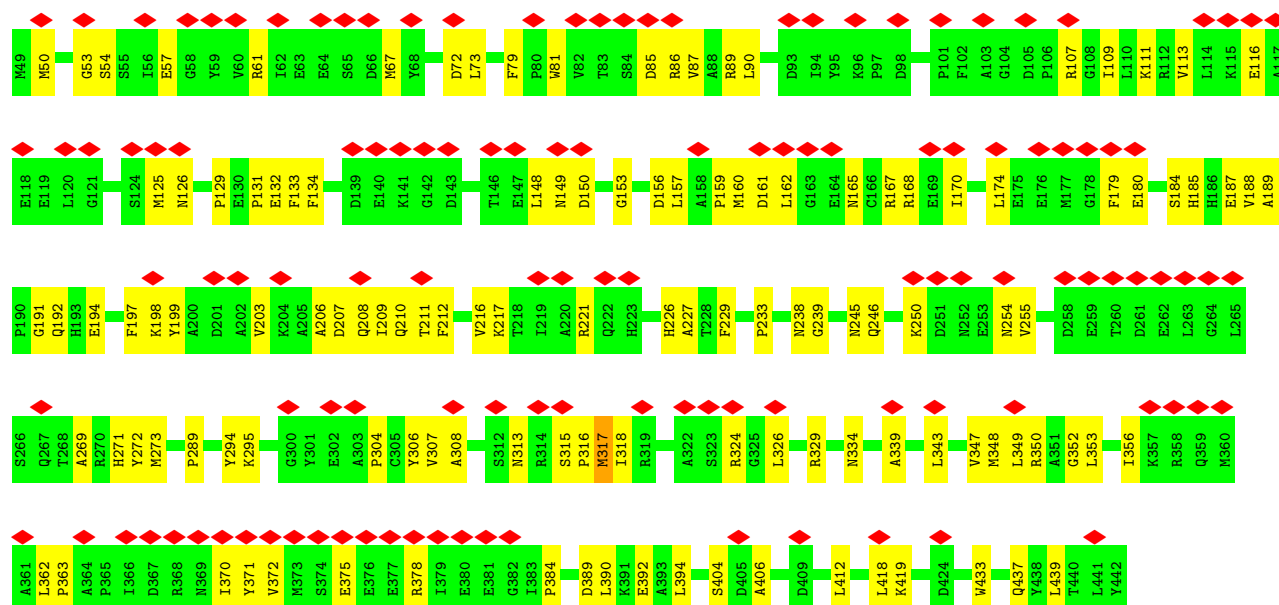 M49 M50 G53 S54 S55 I56 E57 G58 Y59 V60 R61 I62 E63 E64 S65 D66 M67 Y68 D72 L73 F79 P80 W81 V82 T83 S84 D85 R86 V87 A88 R89 L90 D93 I94 Y95 K96 P97 D98 P101 F102 A103 G104 D105 P106 R107 G108 I109 L110 K111 R112 V113 L114 K115 E116 A117
E118 E119 L120 G121 S124 M125 N126 P129 E130 P131 E132 F133 F134 D139 E140 K141 G142 D143 T146 E147 L148 N149 D150 G153 D156 L157 A158 P159 M160 D161 L162 G163 E164 N165 C166 R167 R168 E169 I170 L174 E175 E176 M177 G178 F179 E180 S184 H185 H186 E187 V188 A189
P190 G191 Q192 H193 E194 F197 K198 Y199 A200 D201 A202 V203 K204 A205 A206 D207 Q208 I209 Q210 T211 F212 V216 K217 T218 I219 A220 R221 Q222 H223 H226 A227 T228 F229 P233 N238 G239 N245 Q246 K250 D251 N252 E253 N254 V255 D258 E259 T260 D261 E262 L263 G264 L265
S266 Q267 T268 A269 R270 H271 Y272 M273 P289 Y294 K295 G300 Y301 E302 A303 P304 C305 Y306 V307 A308 S312 N313 R314 S315 P316 M317 I318 R319 A322 S323 R324 G325 L326 R329 N334 A339 L343 V347 M348 L349 R350 A351 G352 L353 I356 K357 R358 Q359 M360
A361 L362 P363 A364 P365 I366 D367 R368 N369 I370 Y371 V372 M373 S374 E375 E376 E377 R378 I379 E380 E381 G382 I383 P384 D389 L390 K391 E392 A393 L394 S404 D405 A406 D409 L412 L418 K419 D424 W433 Q437 Y438 L439 T440 L441 Y442